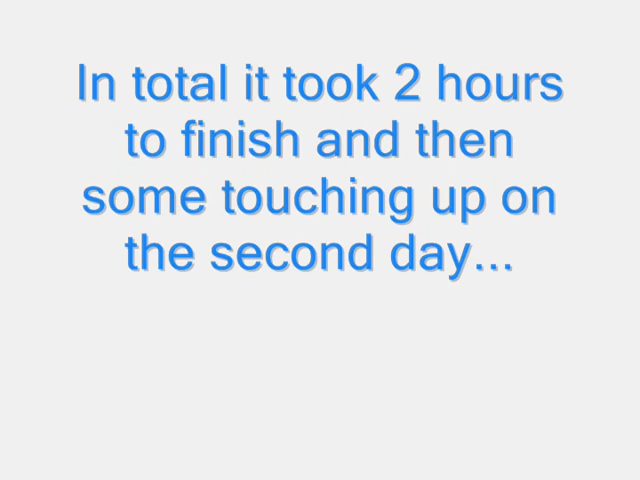 In total it took 2 hours
to finish and then
some touching up on
the second day...